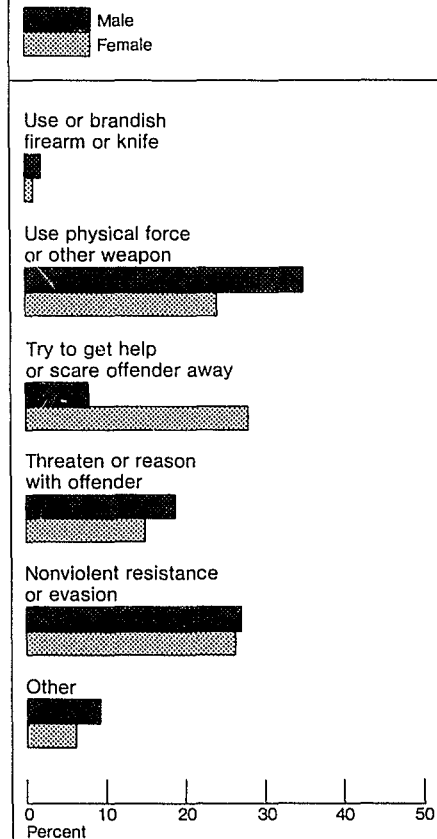 Male
Female
Use or brandish
firearm or knife
Use physical force
or other weapon
Try to get help
or scare offender away
Threaten or reason
with offender
Nonviolent resistance
or evasion
Other
0 10 20 30 40 50
Percent